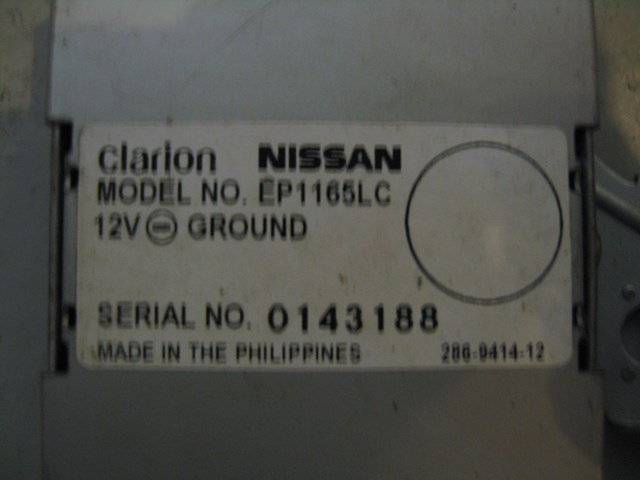 clarion NISSAN
MODEL NO. EP1165LC
12V⊖ GROUND
SERIAL NO. 0143188
MADE IN THE PHILIPPINES 286-9414-12